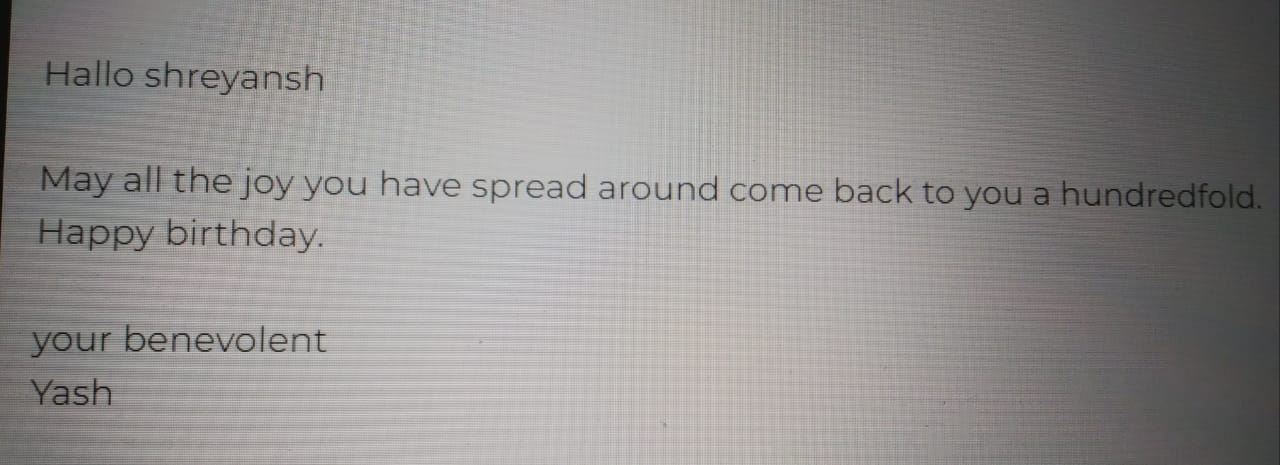 Hallo shreyansh
May all the joy you have spread around come back to you a hundredfold.
Happy birthday.
your benevolent
Yash